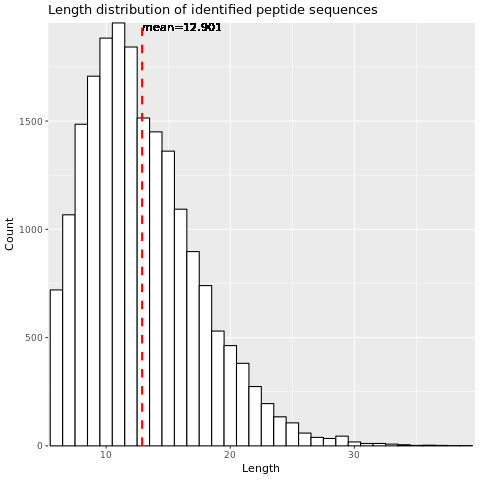 Length distribution of identified peptide sequences
mean=12.901
1500
1000
500
0
Count
10 20 30
Length